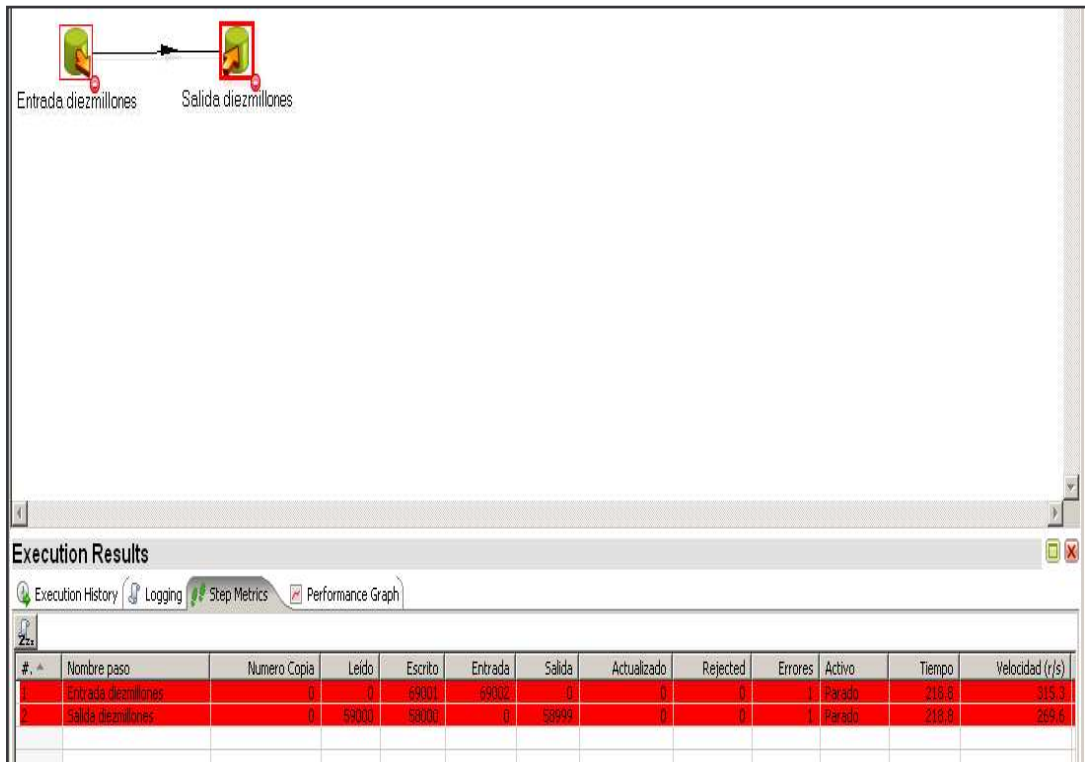 Entrada diezmillones Salida diezmillones
Execution Results
Execution History Logging Step Metrics Performance Graph
#. Nombre paso Numero Copia Leído Escrito Entrada Salida Actualizado Rejected Errores Activo Tiempo Velocidad (r/s)
1 Entrada diezmillones 0 0 69001 69002 0 0 0 1 Parado 218.8 315.3
2 Salida diezmillones 0 59000 58000 0 58999 0 0 1 Parado 218.8 269.6